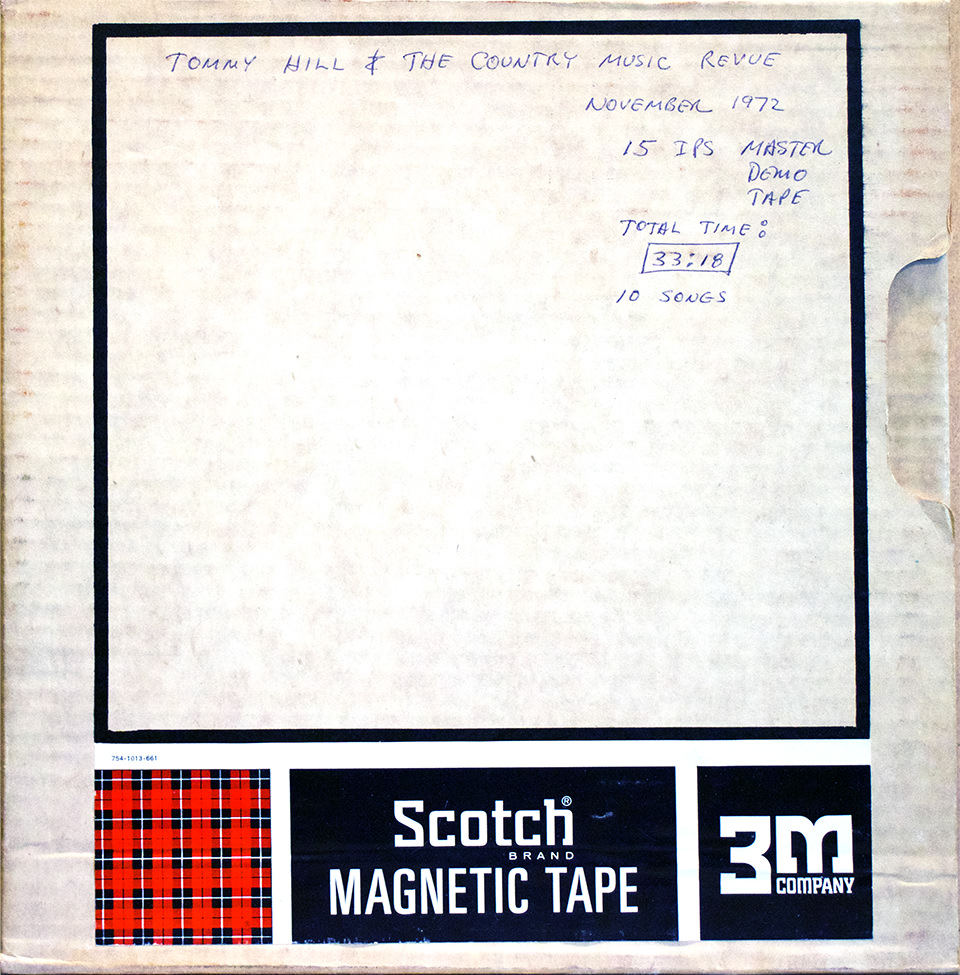 TOMMY HILL & THE COUNTRY MUSIC REVUE
NOVEMBER 1972
15 IPS MASTER
DEMO
TAPE
TOTAL TIME:
33:18
10 SONGS
754-1013-661
Scotch®
BRAND
MAGNETIC TAPE
3M
COMPANY